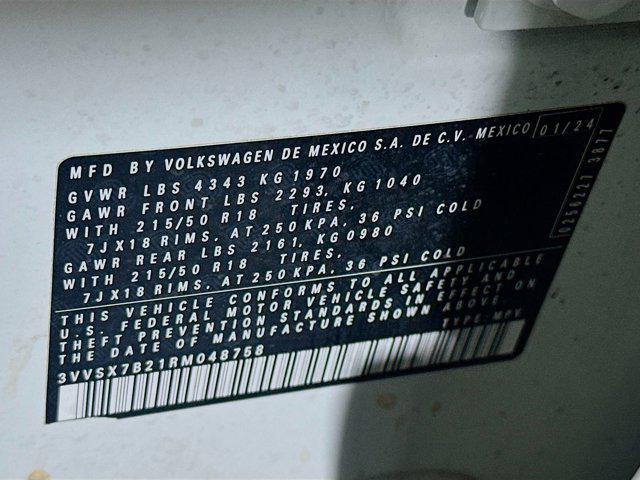 MFD BY VOLKSWAGEN DE MEXICO S.A. DE C.V. MEXICO 01/24
GVWR LBS 4343 KG 1970
GAWR FRONT LBS 2293, KG 1040
WITH 215/50 R18 TIRES,
7JX18 RIMS, AT 250KPA, 36 PSI COLD
GAWR REAR LBS 2161, KG0980
WITH 215/50 R18 TIRES,
7JX18 RIMS, AT 250KPA, 36 PSI COLD
THIS VEHICLE CONFORMS TO ALL APPLICABLE
U.S. FEDERAL MOTOR VEHICLE SAFETY AND
THEFT PREVENTION STANDARDS IN EFFECT ON
THE DATE OF MANUFACTURE SHOWN ABOVE.
3VVSX7B21RM048758 TYPE: MPV
0256227 3877